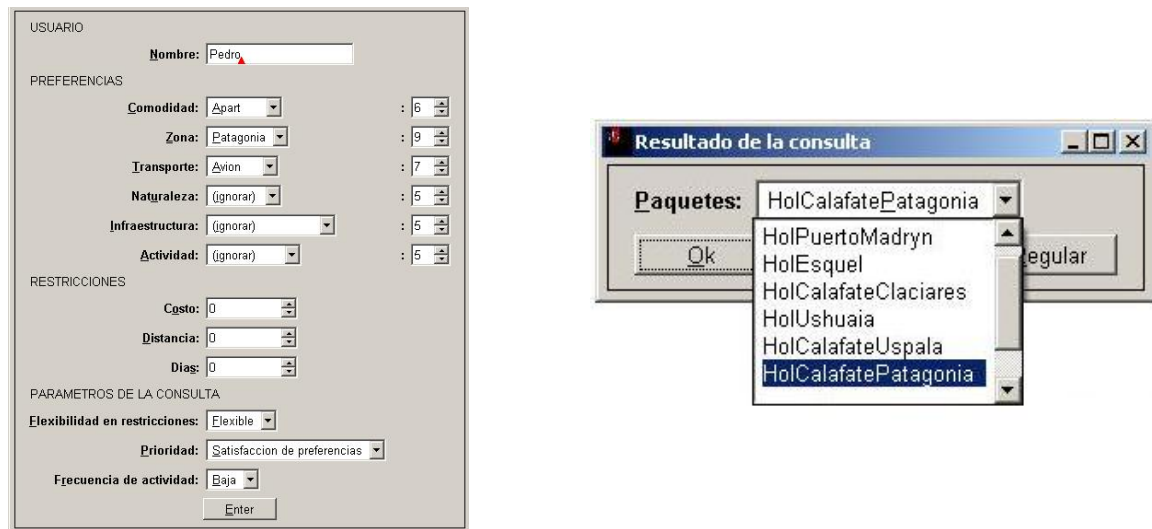 USUARIO
Nombre: Pedro
PREFERENCIAS
Comodidad: Apart : 6
Zona: Patagonia : 9
Transporte: Avion : 7
Naturaleza: (ignorar) : 5
Infraestructura: (ignorar) : 5
Actividad: (ignorar) : 5
RESTRICCIONES
Costo: 0
Distancia: 0
Dias: 0
PARAMETROS DE LA CONSULTA
Flexibilidad en restricciones: Flexible
Prioridad: Satisfaccion de preferencias
Frecuencia de actividad: Baja
Enter
Resultado de la consulta
Paquetes: HolCalafatePatagonia
Ok
egular
HolPuertoMadryn
HolEsquel
HolCalafateClaciares
HolUshuaia
HolCalafateUspala
HolCalafatePatagonia